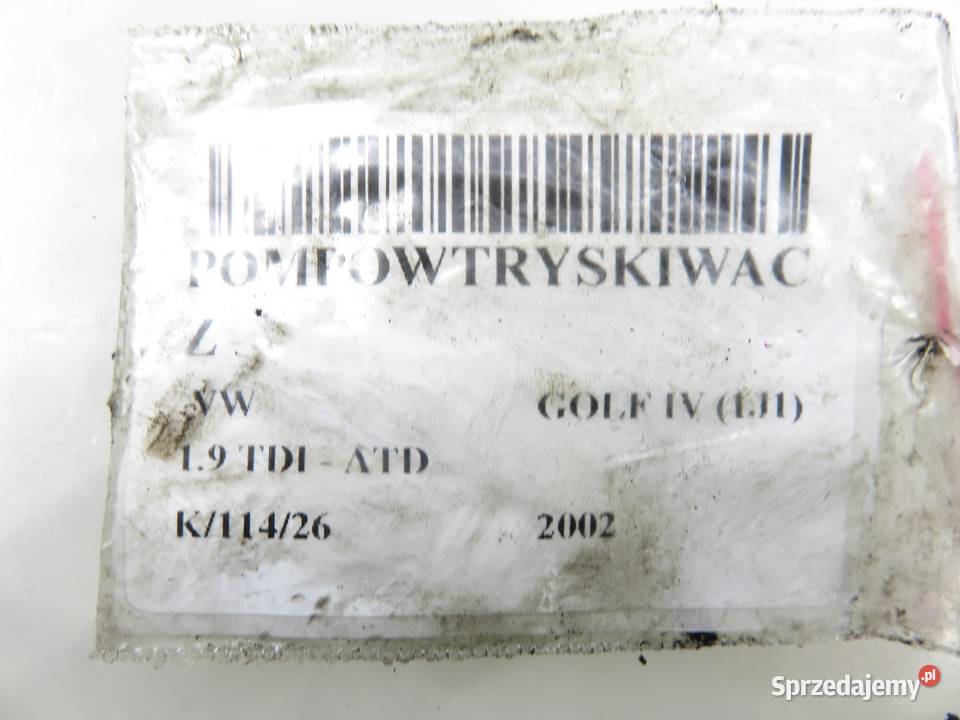 POMPOWTRYSKIWAC
Z
VW GOLF IV (1J1)
1.9 TDI - ATD
K/114/26 2002
Sprzedajemy.pl